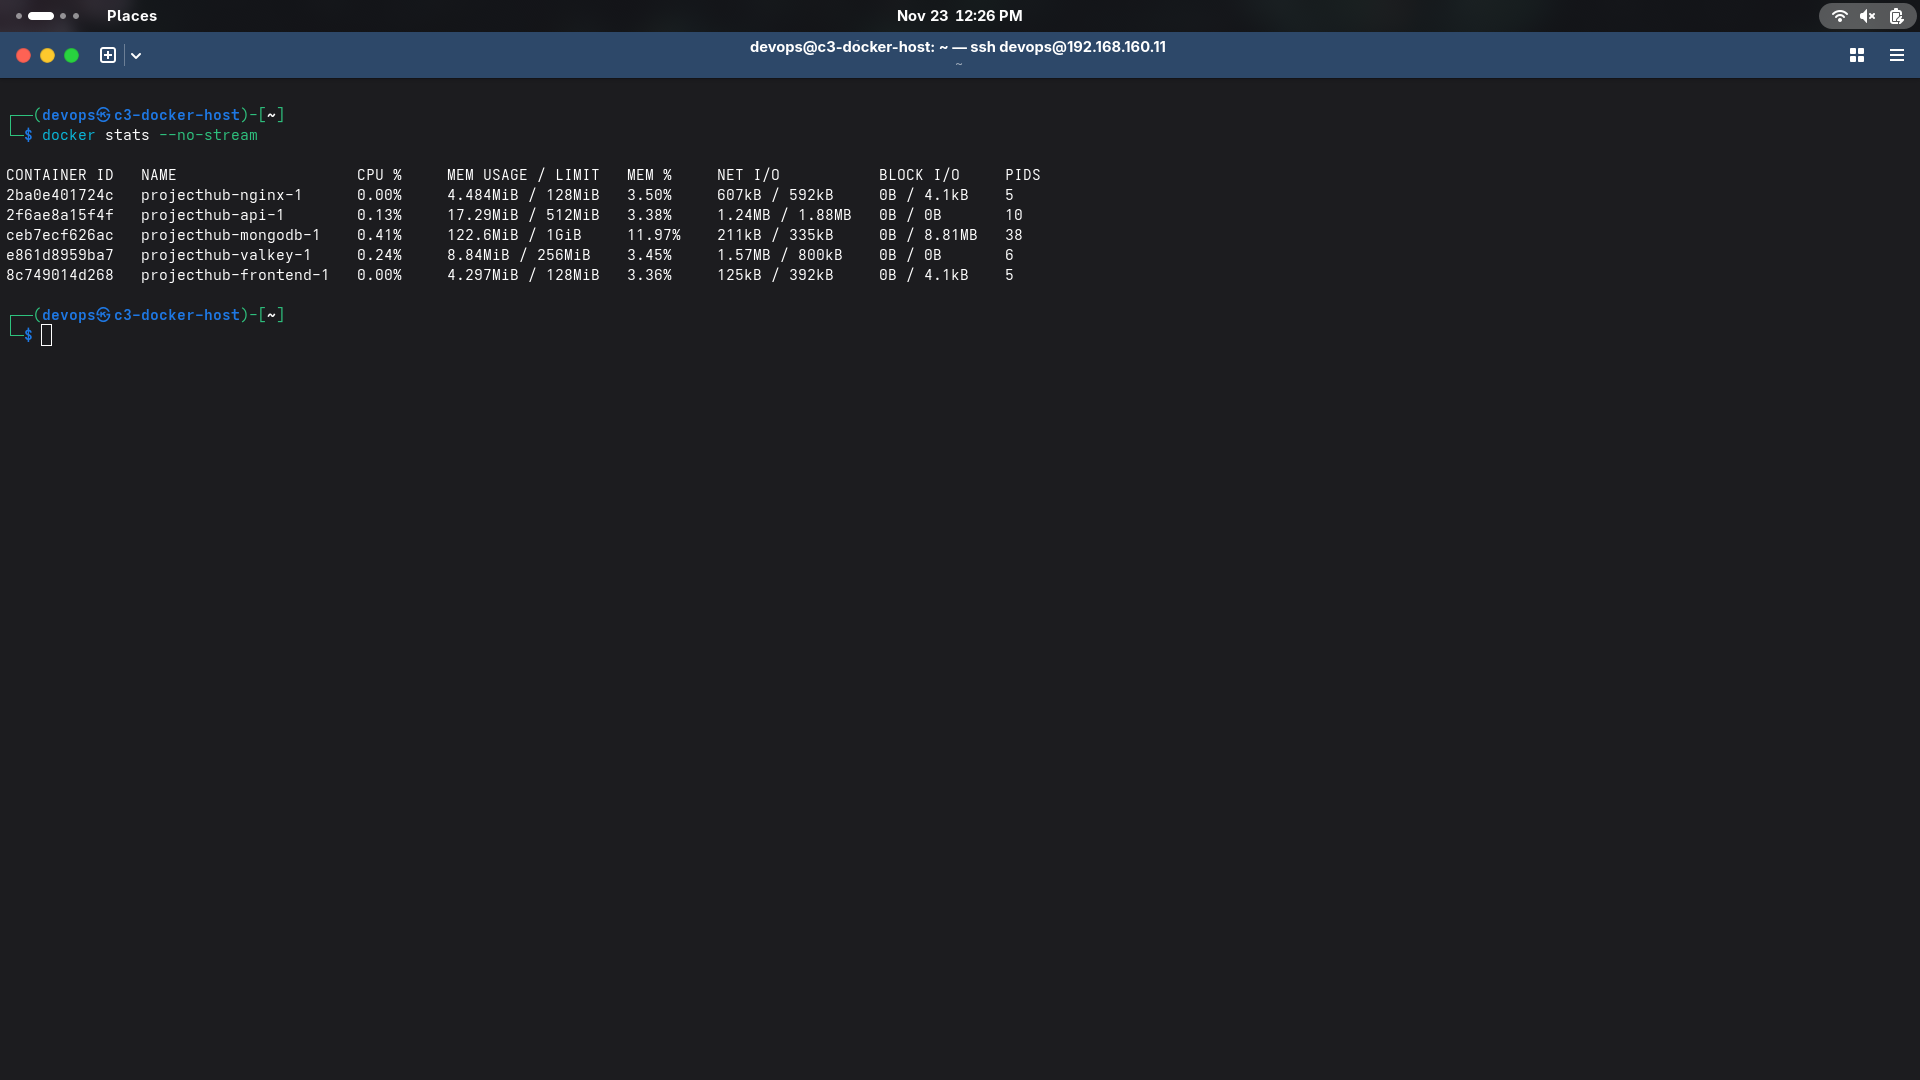 Places
Nov 23 12:26 PM
devops@c3-docker-host: ~ — ssh devops@192.168.160.11
~
┌──(devops㉿c3-docker-host)-[~]
└─$ docker stats --no-stream
CONTAINER ID   NAME                    CPU %     MEM USAGE / LIMIT   MEM %     NET I/O           BLOCK I/O     PIDS
2ba0e401724c   projecthub-nginx-1      0.00%     4.484MiB / 128MiB   3.50%     607kB / 592kB     0B / 4.1kB    5
2f6ae8a15f4f   projecthub-api-1        0.13%     17.29MiB / 512MiB   3.38%     1.24MB / 1.88MB   0B / 0B       10
ceb7ecf626ac   projecthub-mongodb-1    0.41%     122.6MiB / 1GiB     11.97%    211kB / 335kB     0B / 8.81MB   38
e861d8959ba7   projecthub-valkey-1     0.24%     8.84MiB / 256MiB    3.45%     1.57MB / 800kB    0B / 0B       6
8c749014d268   projecthub-frontend-1   0.00%     4.297MiB / 128MiB   3.36%     125kB / 392kB     0B / 4.1kB    5
┌──(devops㉿c3-docker-host)-[~]
└─$